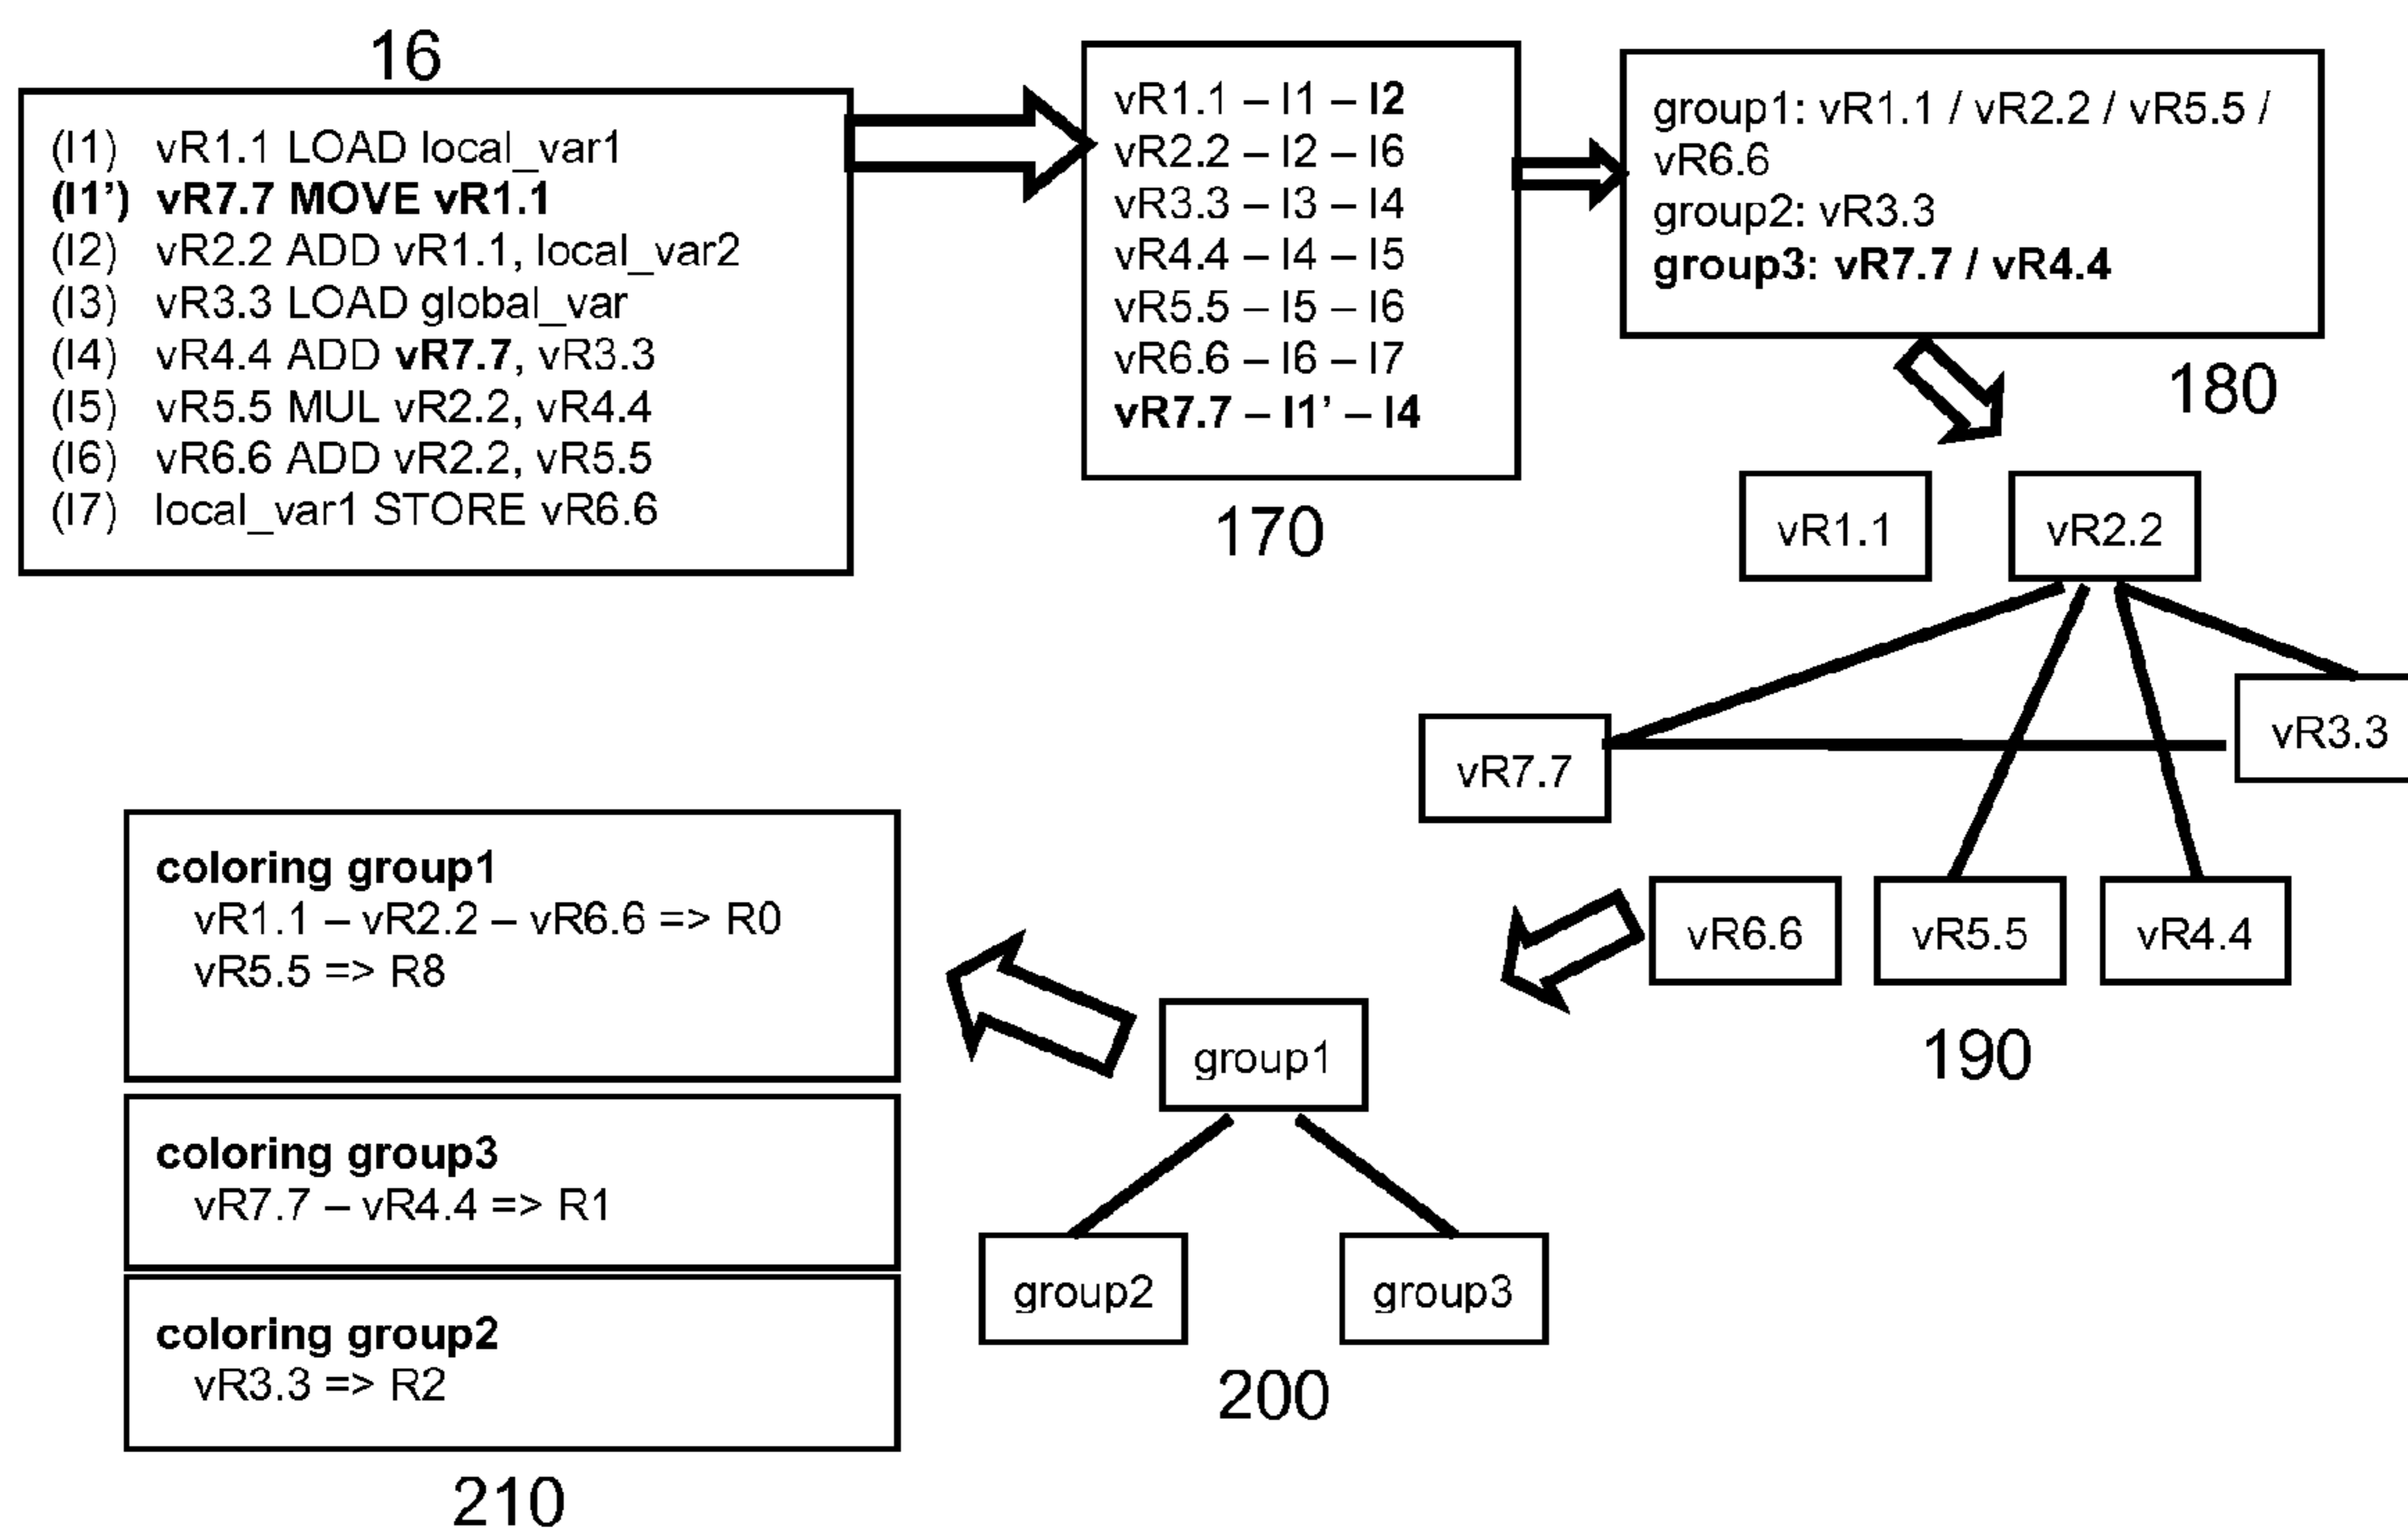 16
(I1) vR1.1 LOAD local_var1
(I1’) vR7.7 MOVE vR1.1
(I2) vR2.2 ADD vR1.1, local_var2
(I3) vR3.3 LOAD global_var
(I4) vR4.4 ADD vR7.7, vR3.3
(I5) vR5.5 MUL vR2.2, vR4.4
(I6) vR6.6 ADD vR2.2, vR5.5
(I7) local_var1 STORE vR6.6
vR1.1 – I1 – I2
vR2.2 – I2 – I6
vR3.3 – I3 – I4
vR4.4 – I4 – I5
vR5.5 – I5 – I6
vR6.6 – I6 – I7
vR7.7 – I1’ – I4
170
group1: vR1.1 / vR2.2 / vR5.5 /
vR6.6
group2: vR3.3
group3: vR7.7 / vR4.4
180
vR1.1
vR2.2
vR3.3
vR7.7
vR6.6
vR5.5
vR4.4
190
group1
group2
group3
200
coloring group1
vR1.1 – vR2.2 – vR6.6 => R0
vR5.5 => R8
coloring group3
vR7.7 – vR4.4 => R1
coloring group2
vR3.3 => R2
210